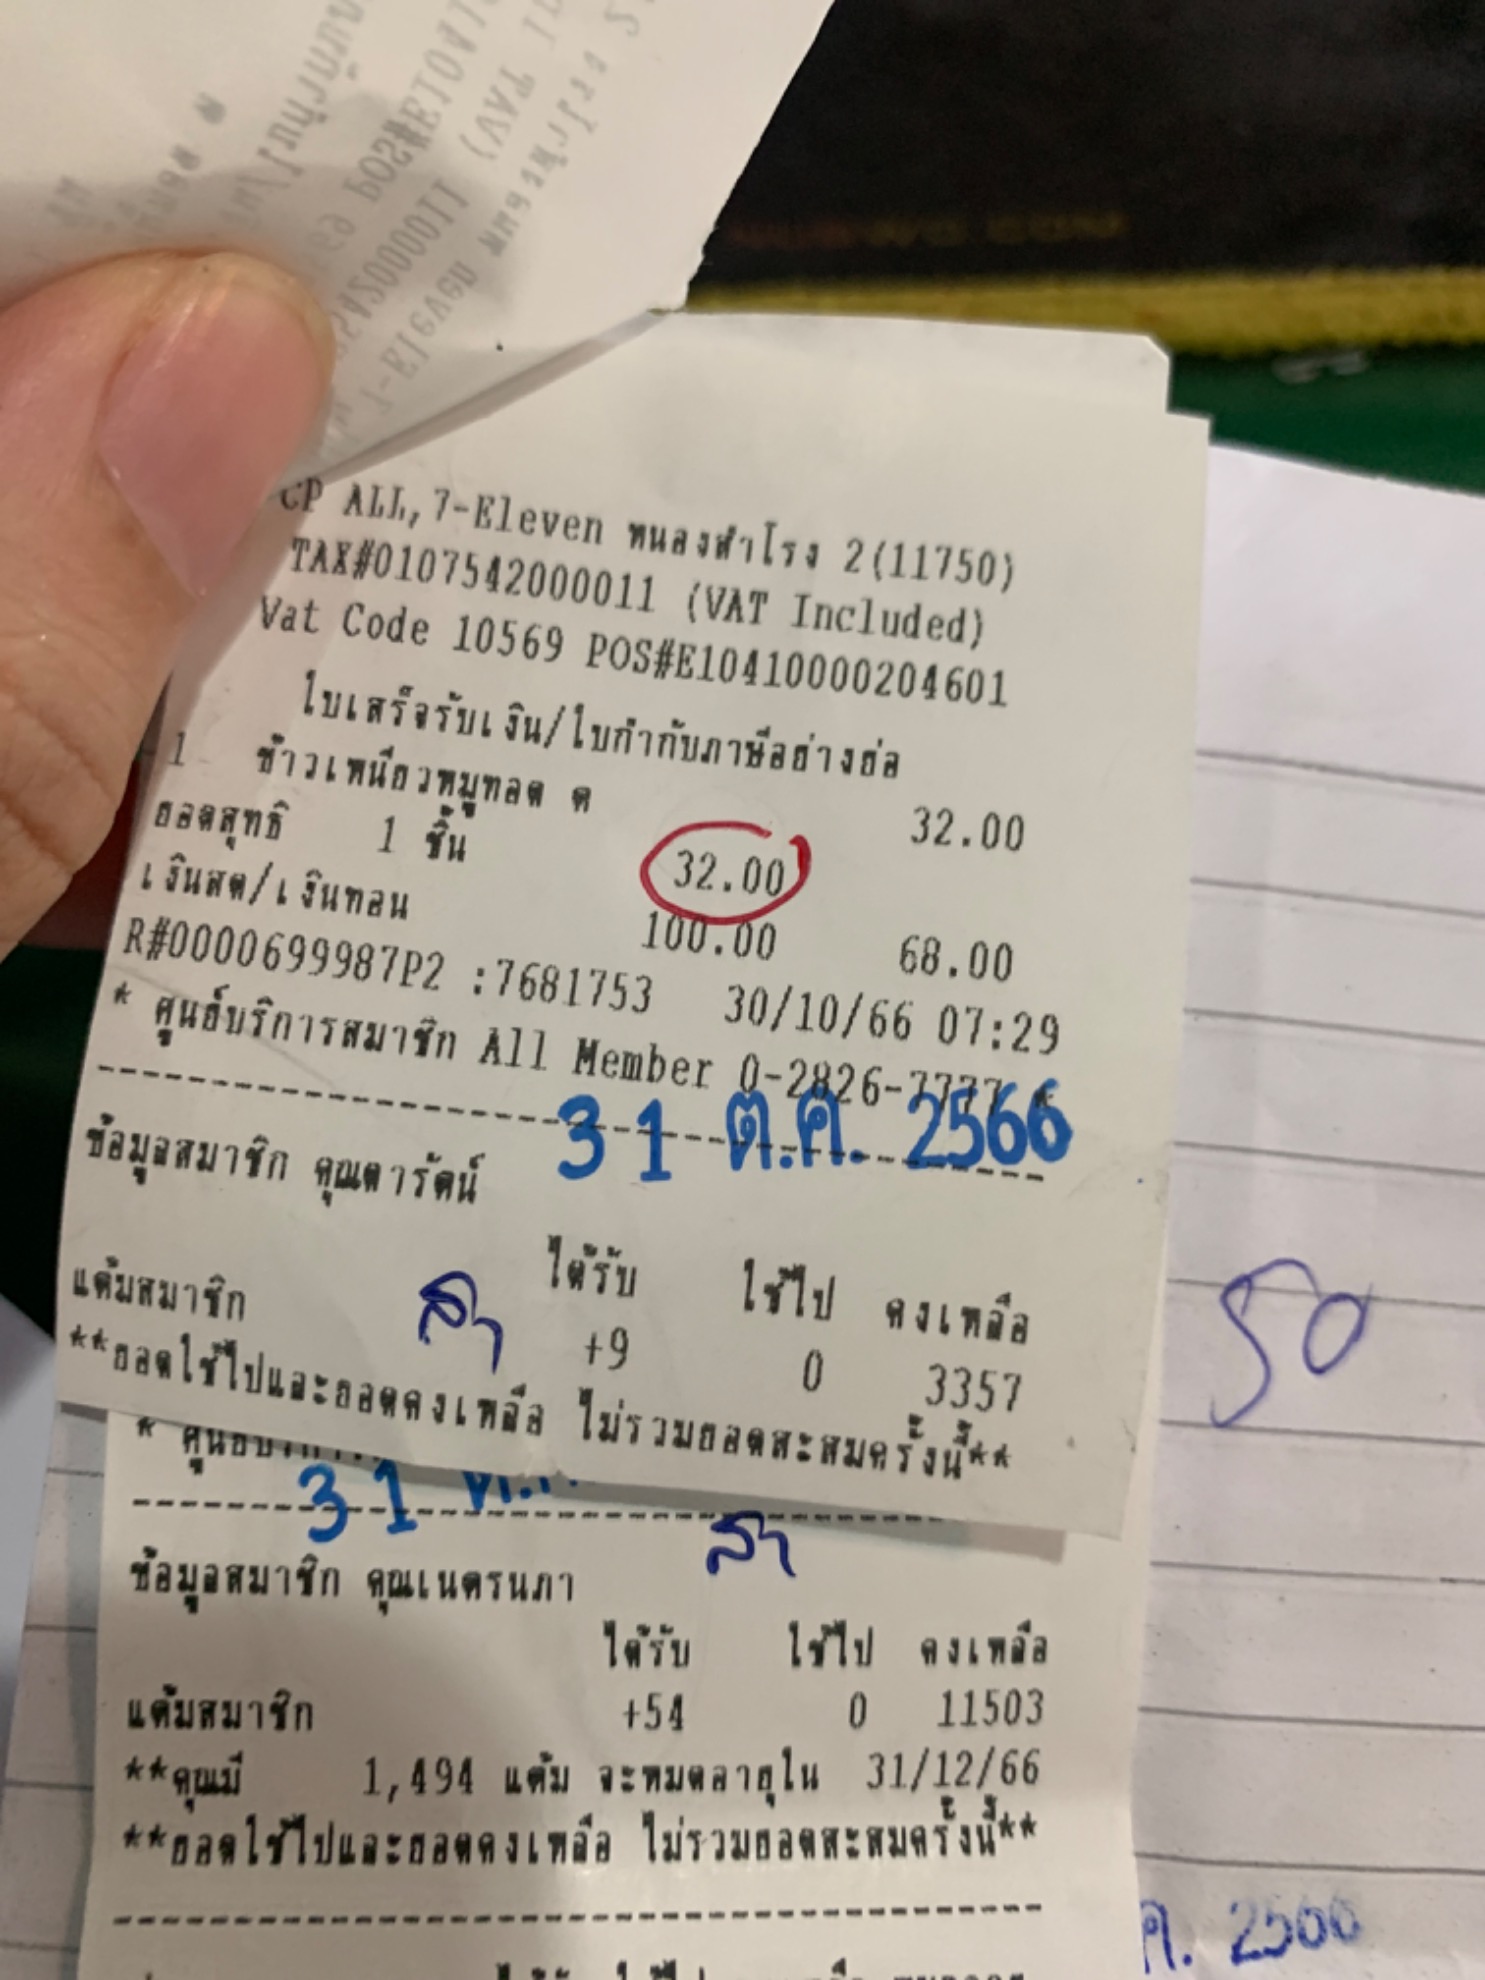 CP ALL,7-Eleven หนองสำโรง 2(11750)
TAX#0107542000011 (VAT Included)
Vat Code 10569 POS#E10410000204601
ใบเสร็จรับเงิน/ใบกำกับภาษีอย่างย่อ
1 ข้าวเหนียวหมูทอด ด 32.00
ยอดสุทธิ 1 ชิ้น 32.00
เงินสด/เงินทอน 100.00 68.00
R#0000699987P2 :7681753 30/10/66 07:29
* ศูนย์บริการสมาชิก All Member 0-2826-7777 *
31 ต.ค. 2566
ข้อมูลสมาชิก คุณดารัตน์
ได้รับ ใช้ไป คงเหลือ
แต้มสมาชิก +9 0 3357
**ยอดใช้ไปและยอดคงเหลือ ไม่รวมยอดสะสมครั้งนี้**
31
ข้อมูลสมาชิก คุณเนตรนภา
ได้รับ ใช้ไป คงเหลือ
แต้มสมาชิก +54 0 11503
**คุณมี 1,494 แต้ม จะหมดอายุใน 31/12/66
**ยอดใช้ไปและยอดคงเหลือ ไม่รวมยอดสะสมครั้งนี้**
ค. 2566